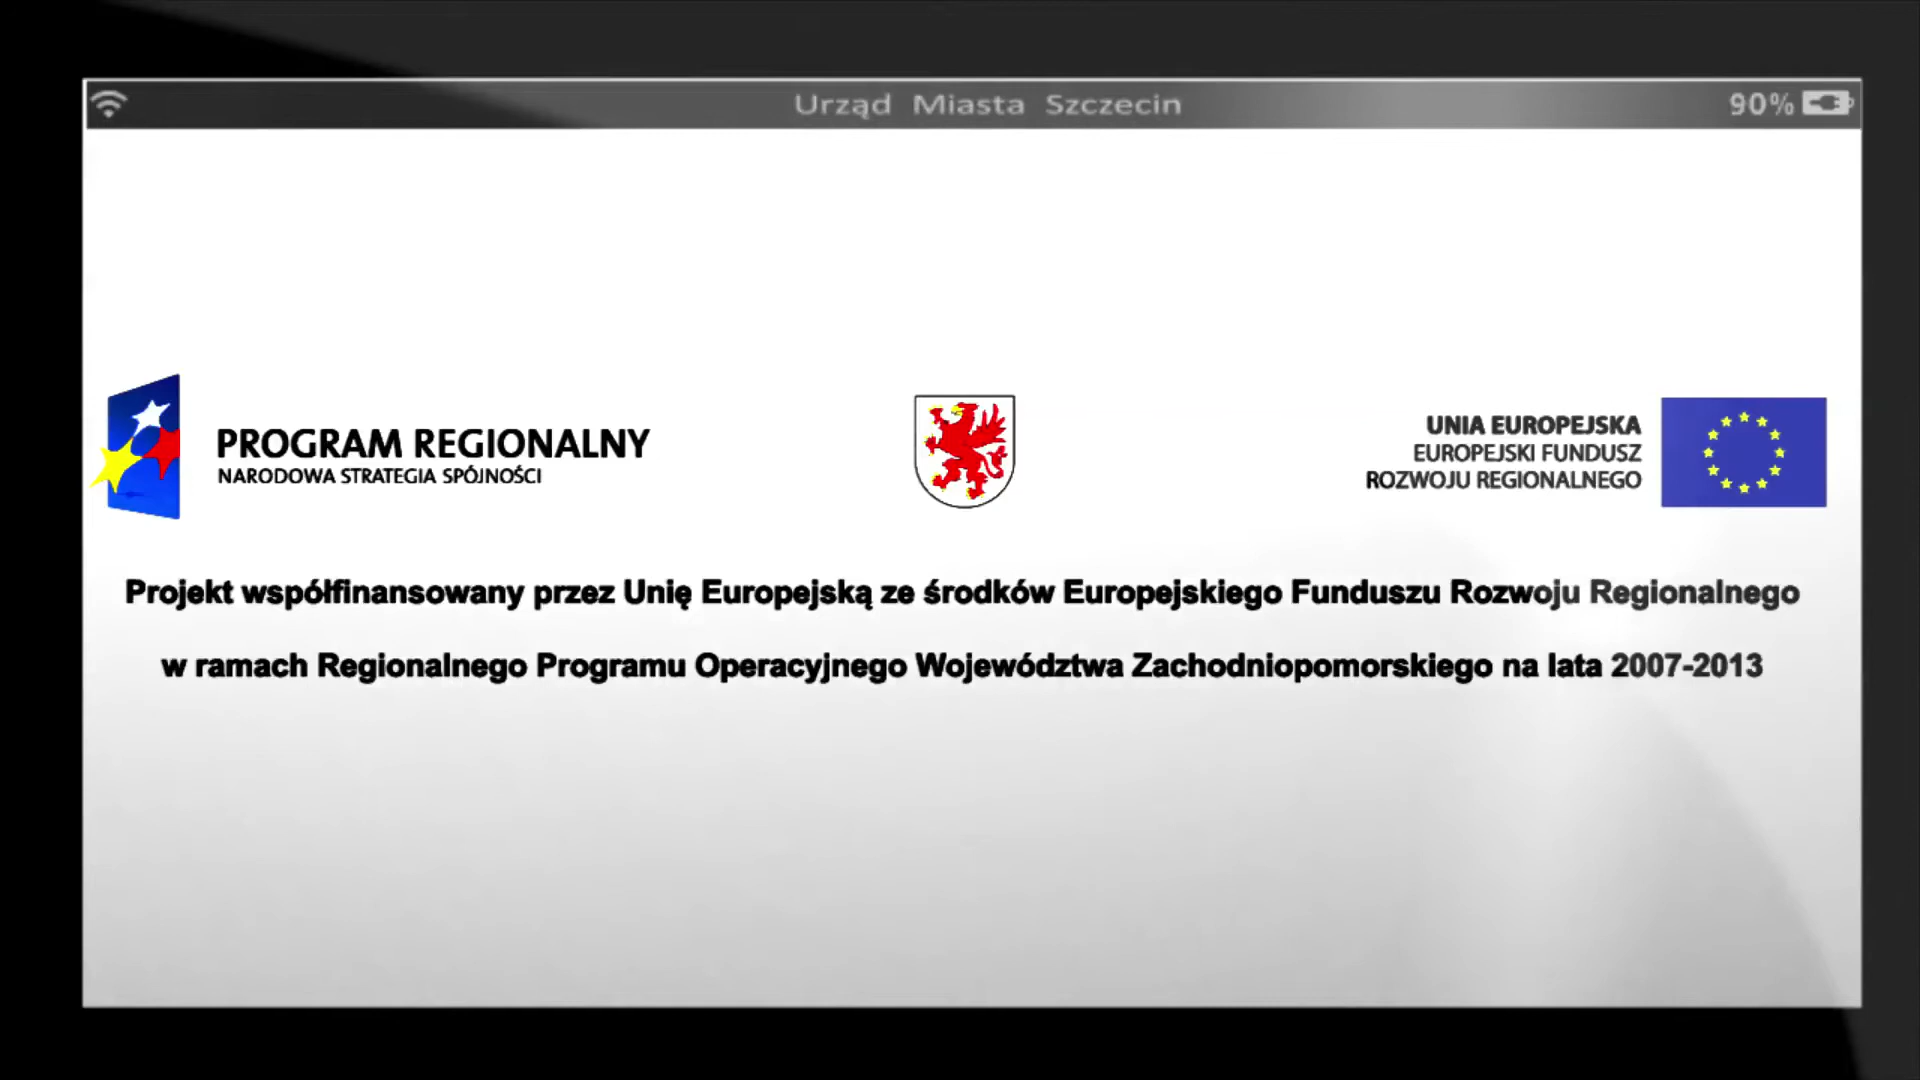 Urząd Miasta Szczecin
90%
PROGRAM REGIONALNY
NARODOWA STRATEGIA SPÓJNOŚCI
UNIA EUROPEJSKA
EUROPEJSKI FUNDUSZ
ROZWOJU REGIONALNEGO
Projekt współfinansowany przez Unię Europejską ze środków Europejskiego Funduszu Rozwoju Regionalnego
w ramach Regionalnego Programu Operacyjnego Województwa Zachodniopomorskiego na lata 2007-2013